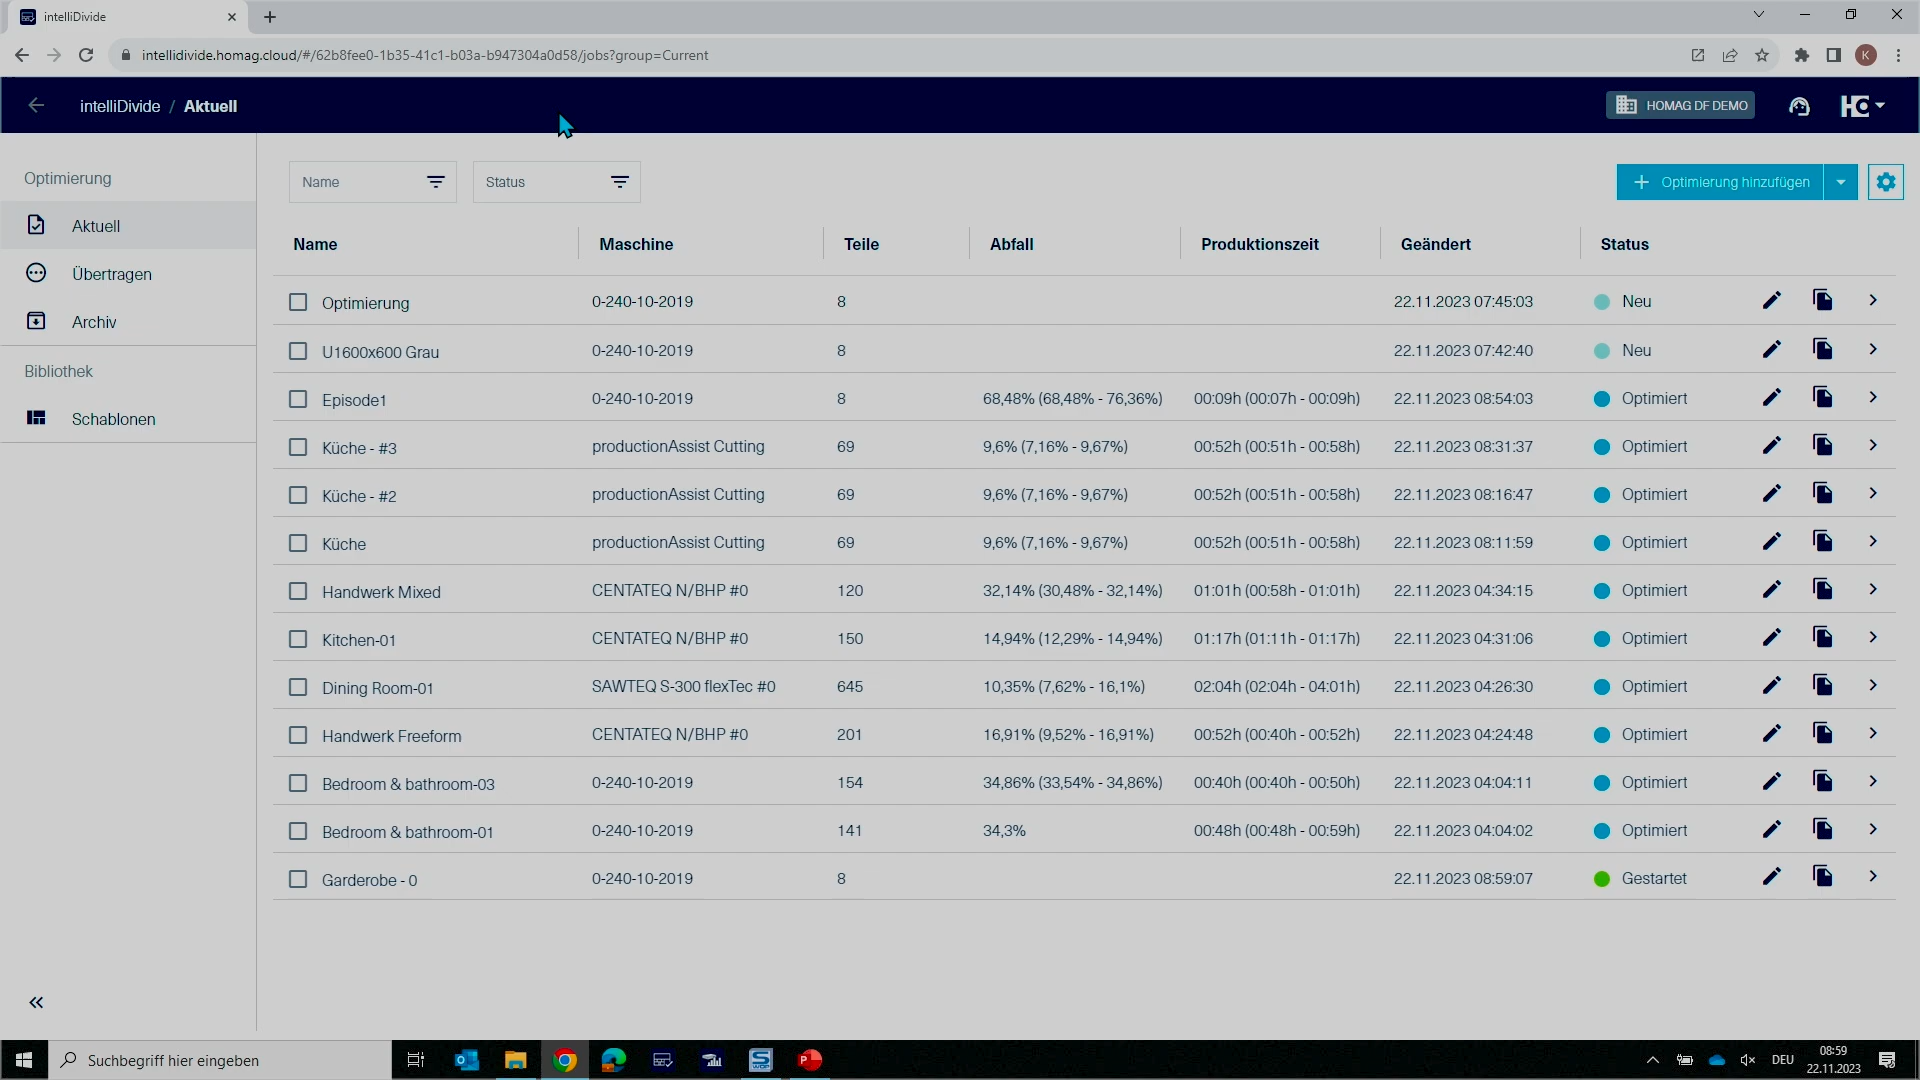 intelliDivide
intellidivide.homag.cloud/#/62b8fee0-1b35-41c1-b03a-b947304a0d58/jobs?group=Current
K
intelliDivide / Aktuell
HOMAG DF DEMO
Optimierung
Aktuell
Übertragen
Archiv
Bibliothek
Schablonen
Name
Status
Optimierung hinzufügen
Name Maschine Teile Abfall Produktionszeit Geändert Status
Optimierung 0-240-10-2019 8 22.11.2023 07:45:03 Neu
U1600x600 Grau 0-240-10-2019 8 22.11.2023 07:42:40 Neu
Episode1 0-240-10-2019 8 68,48% (68,48% - 76,36%) 00:09h (00:07h - 00:09h) 22.11.2023 08:54:03 Optimiert
Küche - #3 productionAssist Cutting 69 9,6% (7,16% - 9,67%) 00:52h (00:51h - 00:58h) 22.11.2023 08:31:37 Optimiert
Küche - #2 productionAssist Cutting 69 9,6% (7,16% - 9,67%) 00:52h (00:51h - 00:58h) 22.11.2023 08:16:47 Optimiert
Küche productionAssist Cutting 69 9,6% (7,16% - 9,67%) 00:52h (00:51h - 00:58h) 22.11.2023 08:11:59 Optimiert
Handwerk Mixed CENTATEQ N/BHP #0 120 32,14% (30,48% - 32,14%) 01:01h (00:58h - 01:01h) 22.11.2023 04:34:15 Optimiert
Kitchen-01 CENTATEQ N/BHP #0 150 14,94% (12,29% - 14,94%) 01:17h (01:11h - 01:17h) 22.11.2023 04:31:06 Optimiert
Dining Room-01 SAWTEQ S-300 flexTec #0 645 10,35% (7,62% - 16,1%) 02:04h (02:04h - 04:01h) 22.11.2023 04:26:30 Optimiert
Handwerk Freeform CENTATEQ N/BHP #0 201 16,91% (9,52% - 16,91%) 00:52h (00:40h - 00:52h) 22.11.2023 04:24:48 Optimiert
Bedroom & bathroom-03 0-240-10-2019 154 34,86% (33,54% - 34,86%) 00:40h (00:40h - 00:50h) 22.11.2023 04:04:11 Optimiert
Bedroom & bathroom-01 0-240-10-2019 141 34,3% 00:48h (00:48h - 00:59h) 22.11.2023 04:04:02 Optimiert
Garderobe - 0 0-240-10-2019 8 22.11.2023 08:59:07 Gestartet
Suchbegriff hier eingeben
DEU
08:59
22.11.2023